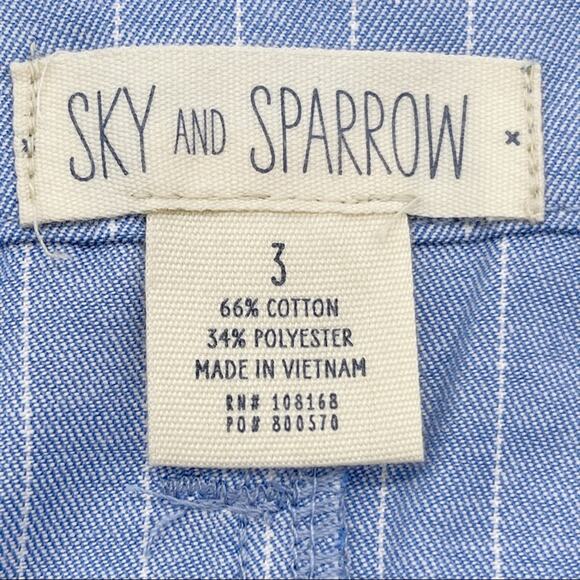 SKY AND SPARROW
3
66% COTTON
34% POLYESTER
MADE IN VIETNAM
RN# 108168
PO# 800570